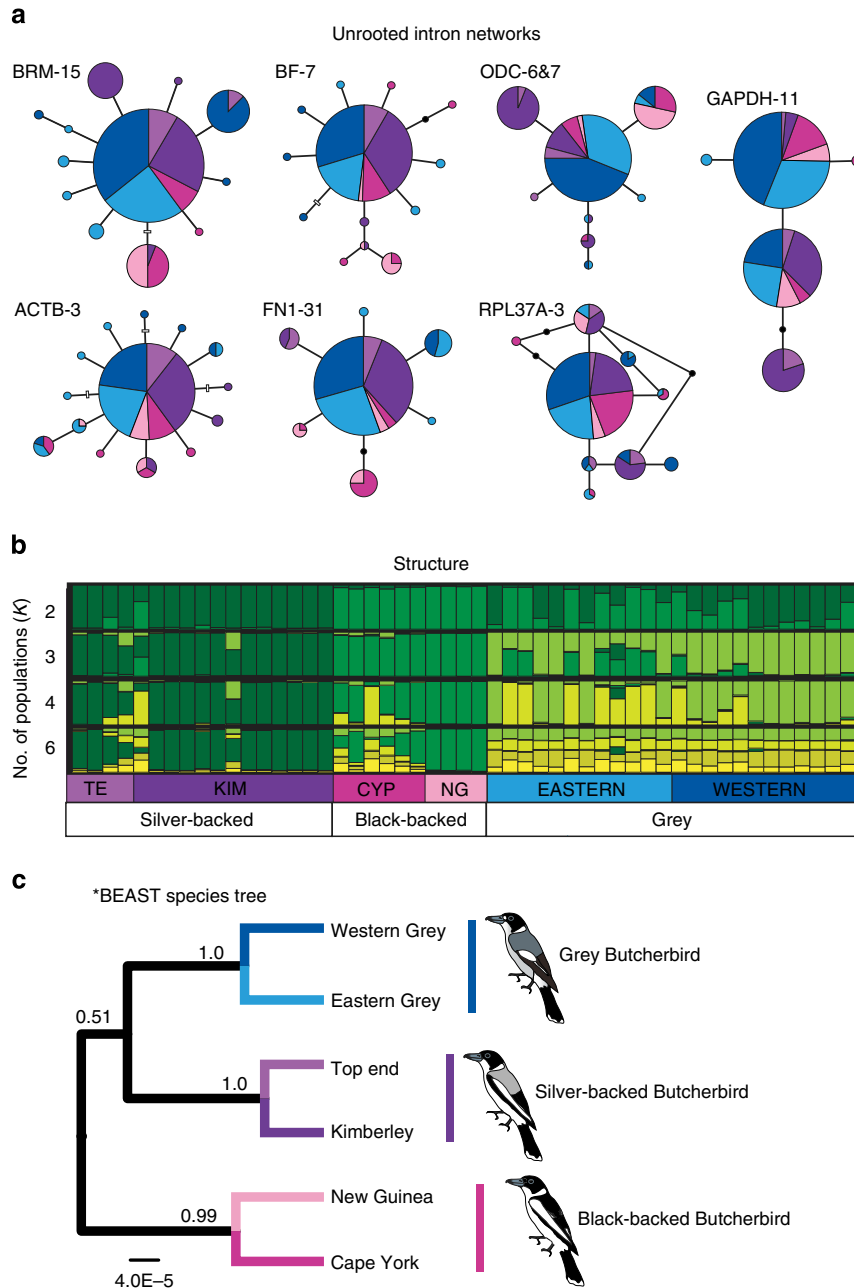 a
Unrooted intron networks
BRM-15
BF-7
ODC-6&7
GAPDH-11
ACTB-3
FN1-31
RPL37A-3
b
Structure
No. of populations (K)
2
3
4
6
TE
KIM
CYP
NG
EASTERN
WESTERN
Silver-backed
Black-backed
Grey
c
*BEAST species tree
1.0
Western Grey
Eastern Grey
Grey Butcherbird
0.51
1.0
Top end
Kimberley
Silver-backed Butcherbird
0.99
New Guinea
Cape York
Black-backed Butcherbird
4.0E–5